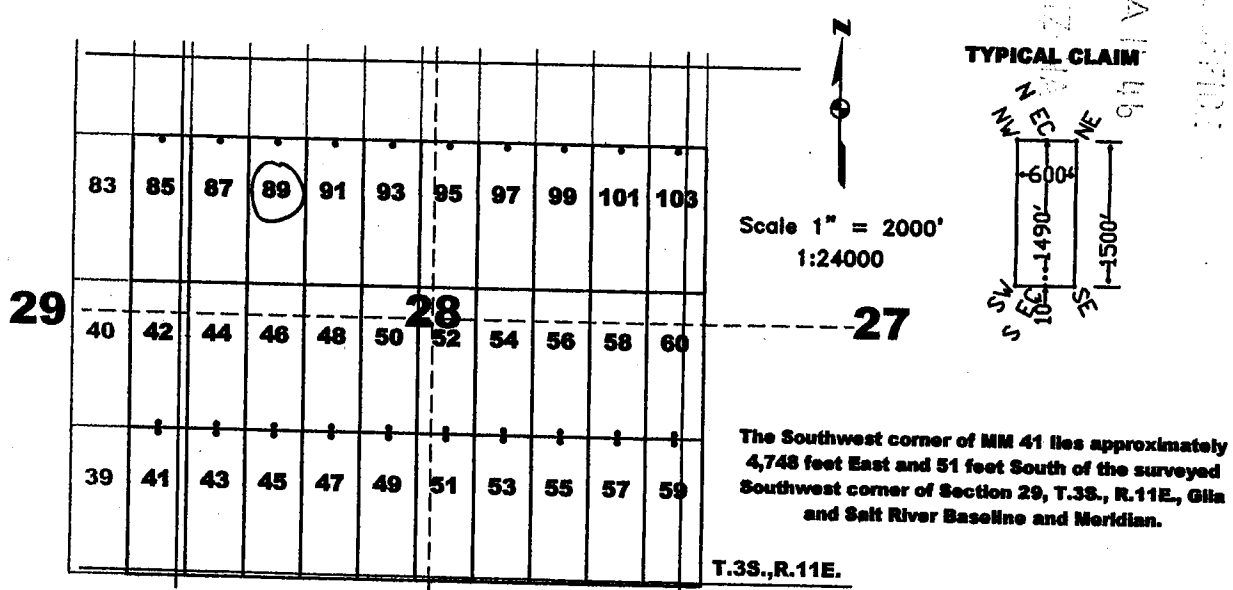 N
TYPICAL CLAIM
N EC
NW NE
600'
1490'
1500'
10'
SW SE
S EC
83 85 87 89 91 93 95 97 99 101 103
Scale 1" = 2000'
1:24000
29 28 27
40 42 44 46 48 50 52 54 56 58 60
39 41 43 45 47 49 51 53 55 57 59
The Southwest corner of MM 41 lies approximately
4,748 feet East and 51 feet South of the surveyed
Southwest corner of Section 29, T.3S., R.11E., Gila
and Salt River Baseline and Meridian.
T.3S.,R.11E.